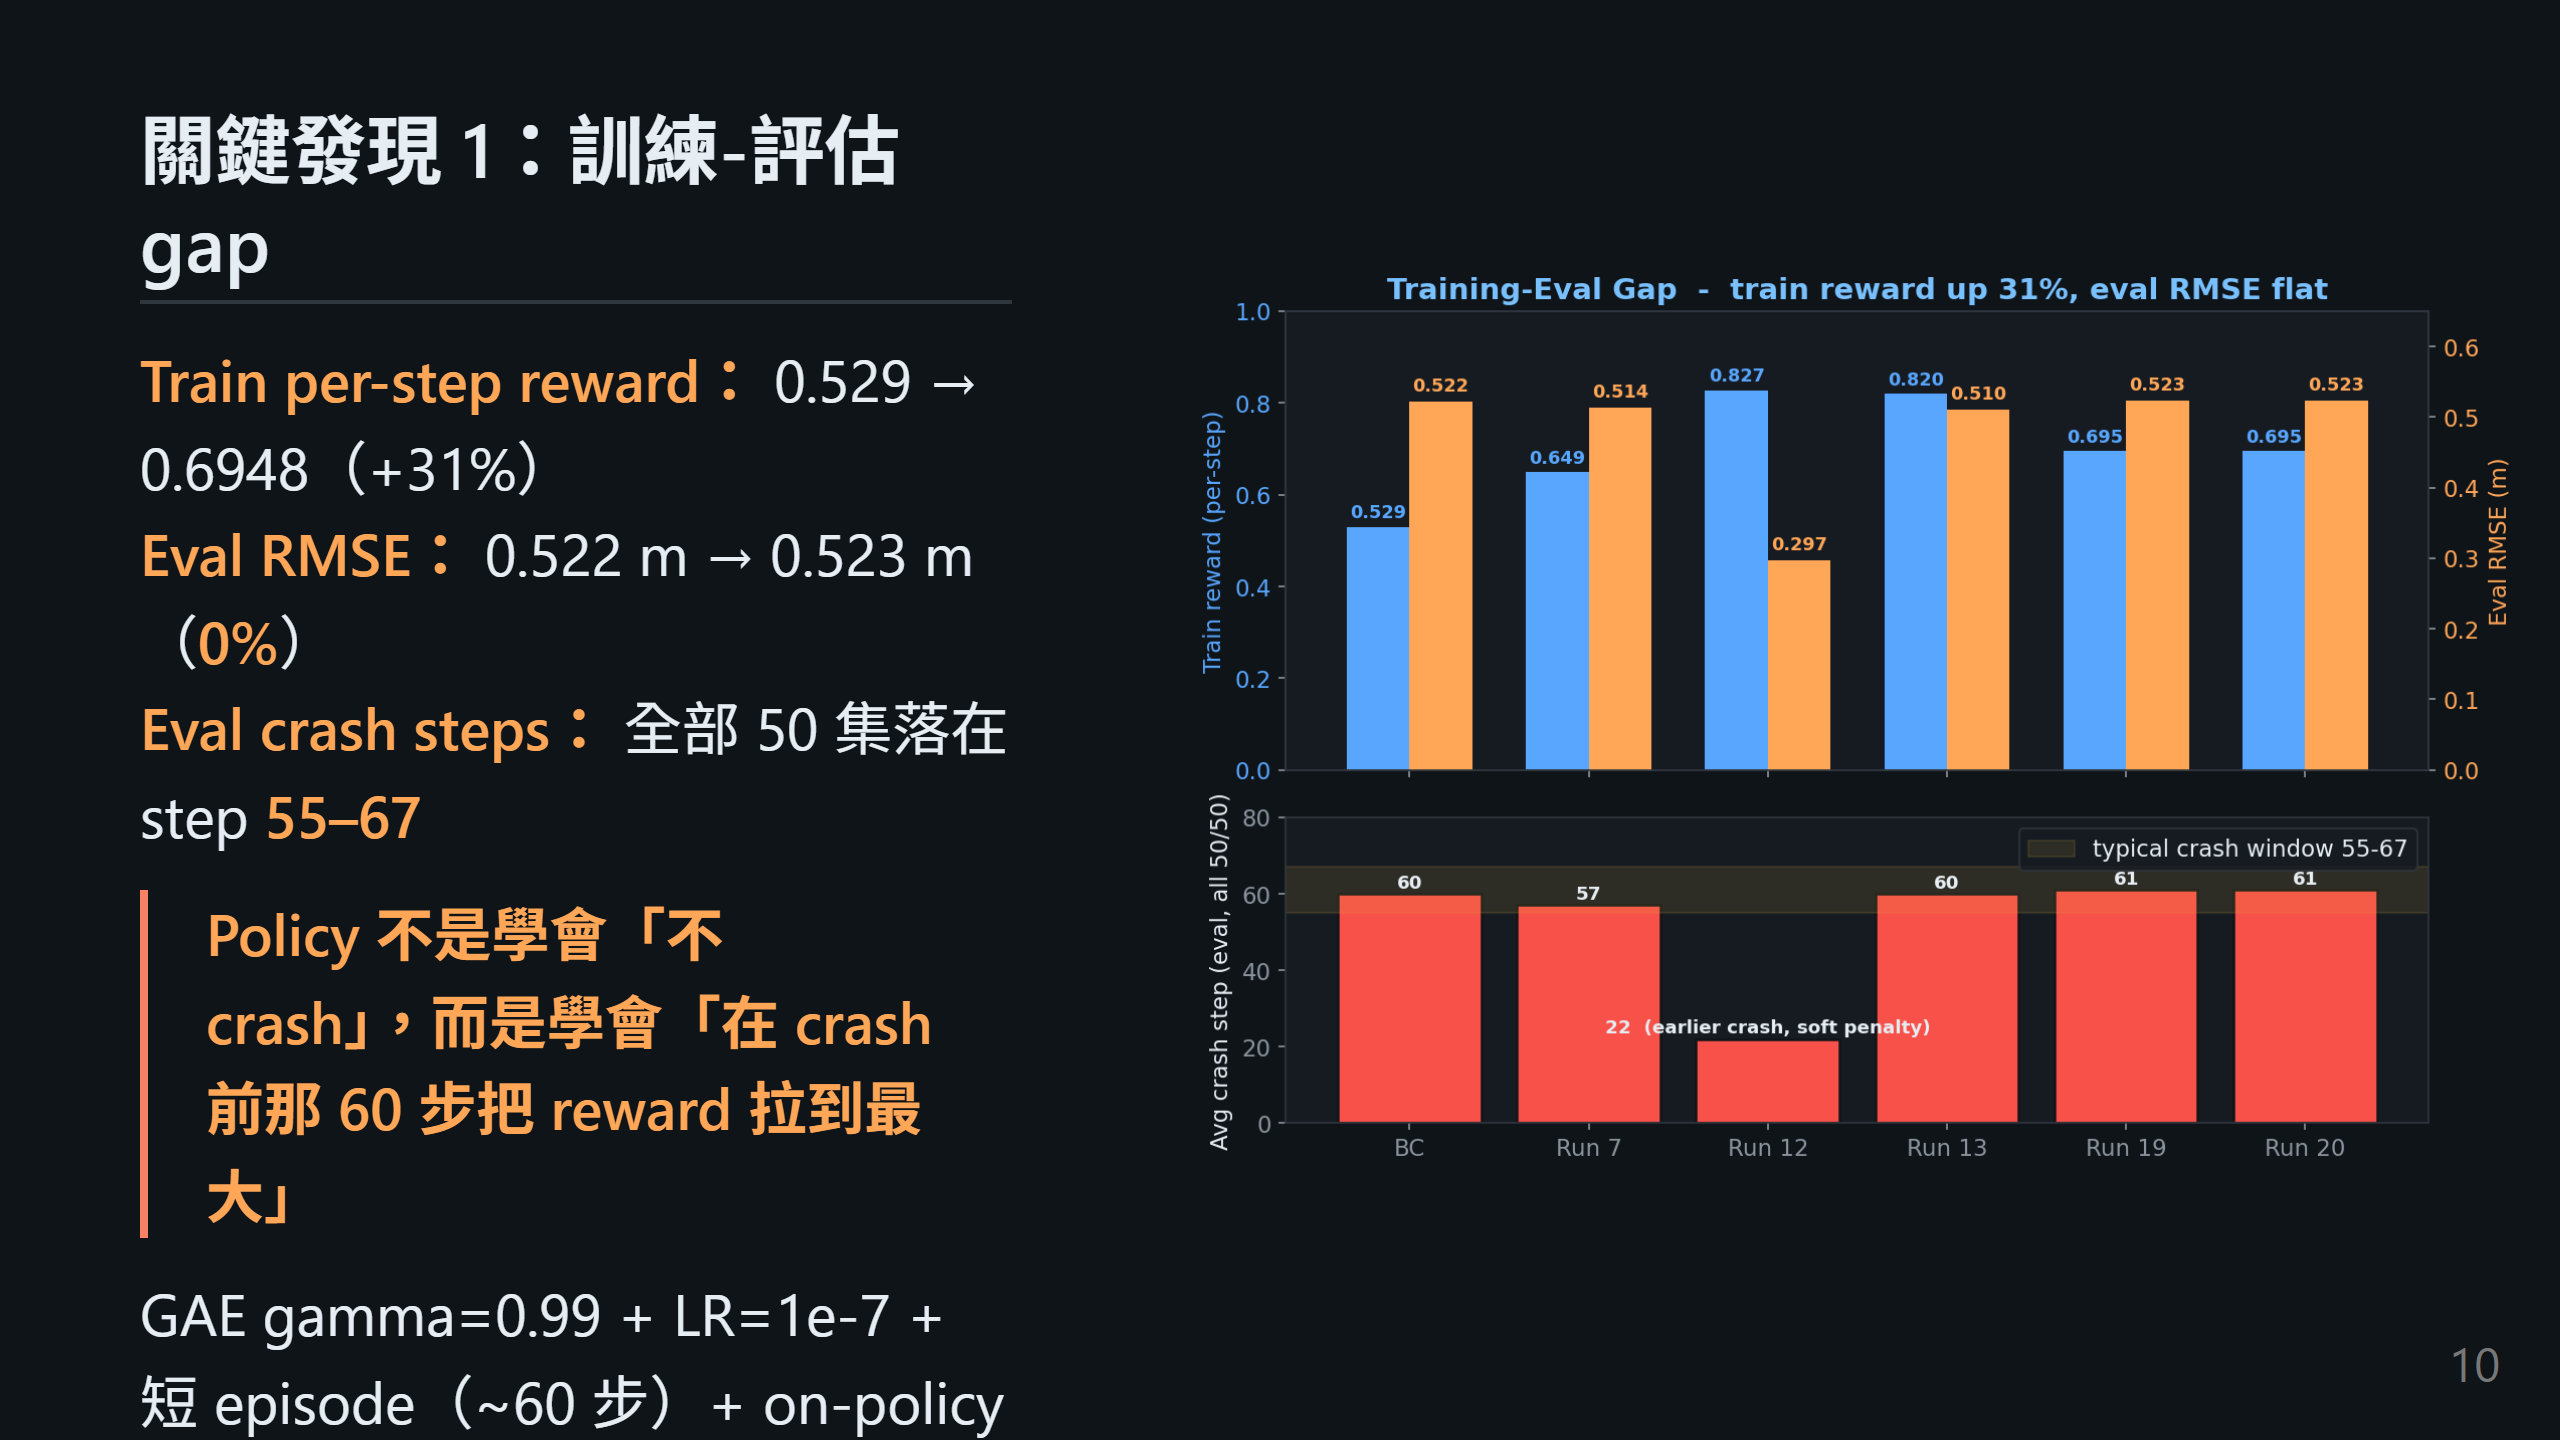 關鍵發現 1：訓練-評估
gap
Train per-step reward： 0.529 →
0.6948（+31%）
Eval RMSE： 0.522 m → 0.523 m
（0%）
Eval crash steps： 全部 50 集落在
step 55–67
Policy 不是學會「不
crash」，而是學會「在 crash
前那 60 步把 reward 拉到最
大」
GAE gamma=0.99 + LR=1e-7 +
短 episode（~60 步）+ on-policy
Training-Eval Gap - train reward up 31%, eval RMSE flat
Train reward (per-step)
1.0
0.8
0.6
0.4
0.2
0.0
0.529
0.522
0.649
0.514
0.827
0.297
0.820
0.510
0.695
0.523
0.695
0.523
0.6
0.5
0.4
0.3
0.2
0.1
0.0
Eval RMSE (m)
Avg crash step (eval, all 50/50)
80
60
40
20
0
typical crash window 55-67
60
57
22 (earlier crash, soft penalty)
60
61
61
BC
Run 7
Run 12
Run 13
Run 19
Run 20
10